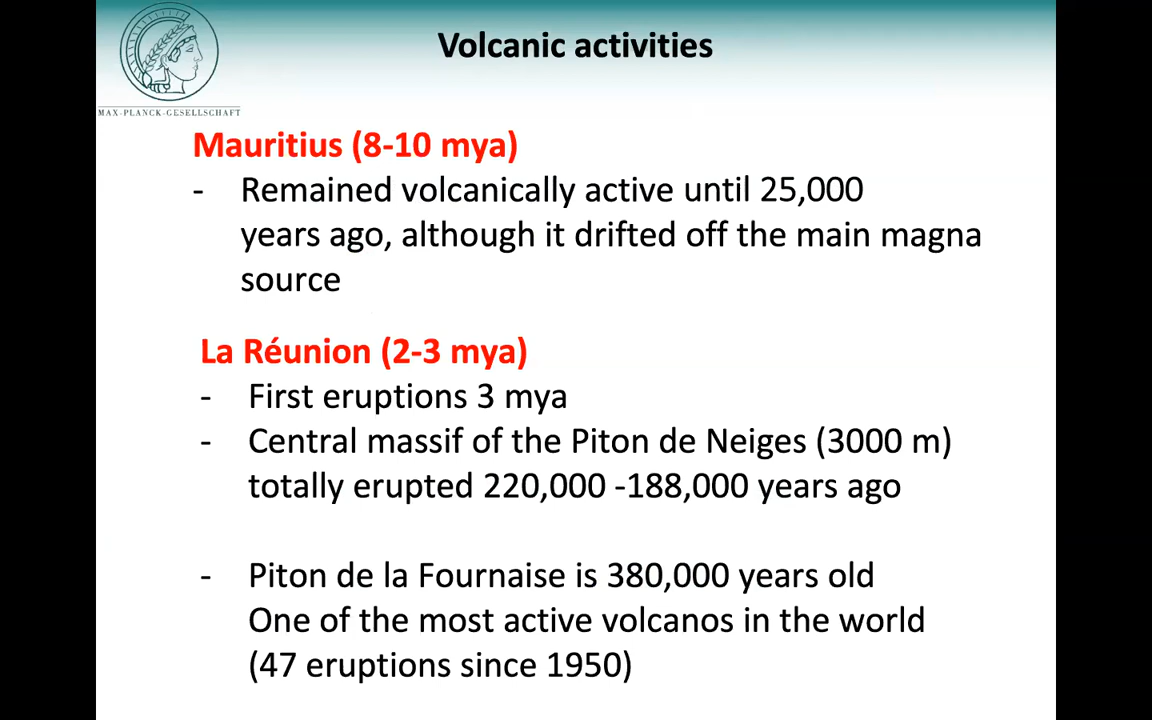 Volcanic activities
MAX-PLANCK-GESELLSCHAFT
Mauritius (8-10 mya)
- Remained volcanically active until 25,000
years ago, although it drifted off the main magna
source
La Réunion (2-3 mya)
- First eruptions 3 mya
- Central massif of the Piton de Neiges (3000 m)
totally erupted 220,000 -188,000 years ago
- Piton de la Fournaise is 380,000 years old
One of the most active volcanos in the world
(47 eruptions since 1950)